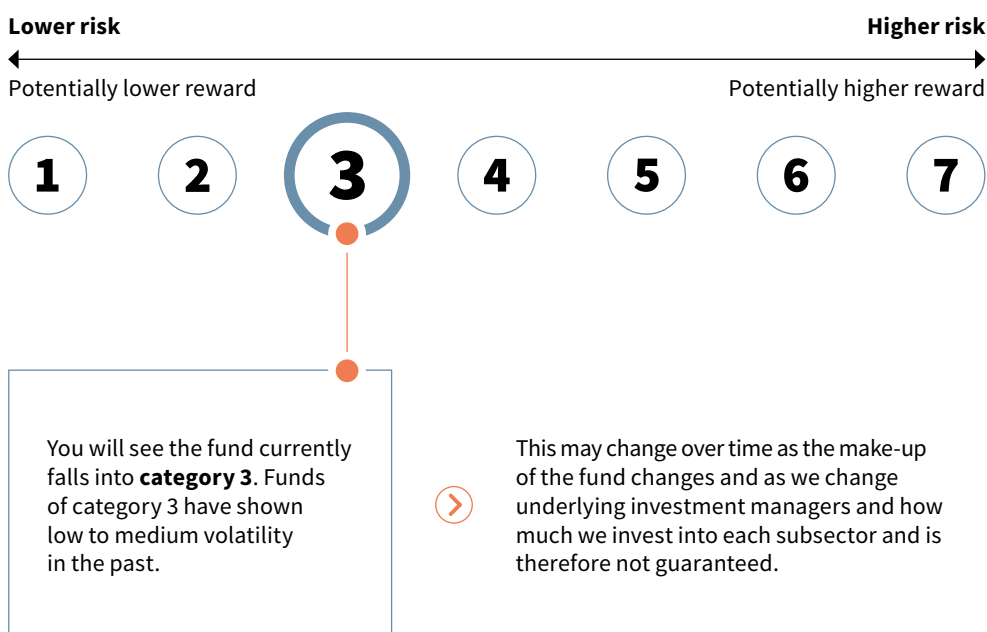 Lower risk
Higher risk
Potentially lower reward
Potentially higher reward
1 2 3 4 5 6 7
You will see the fund currently
falls into category 3. Funds
of category 3 have shown
low to medium volatility
in the past.
This may change over time as the make-up
of the fund changes and as we change
underlying investment managers and how
much we invest into each subsector and is
therefore not guaranteed.